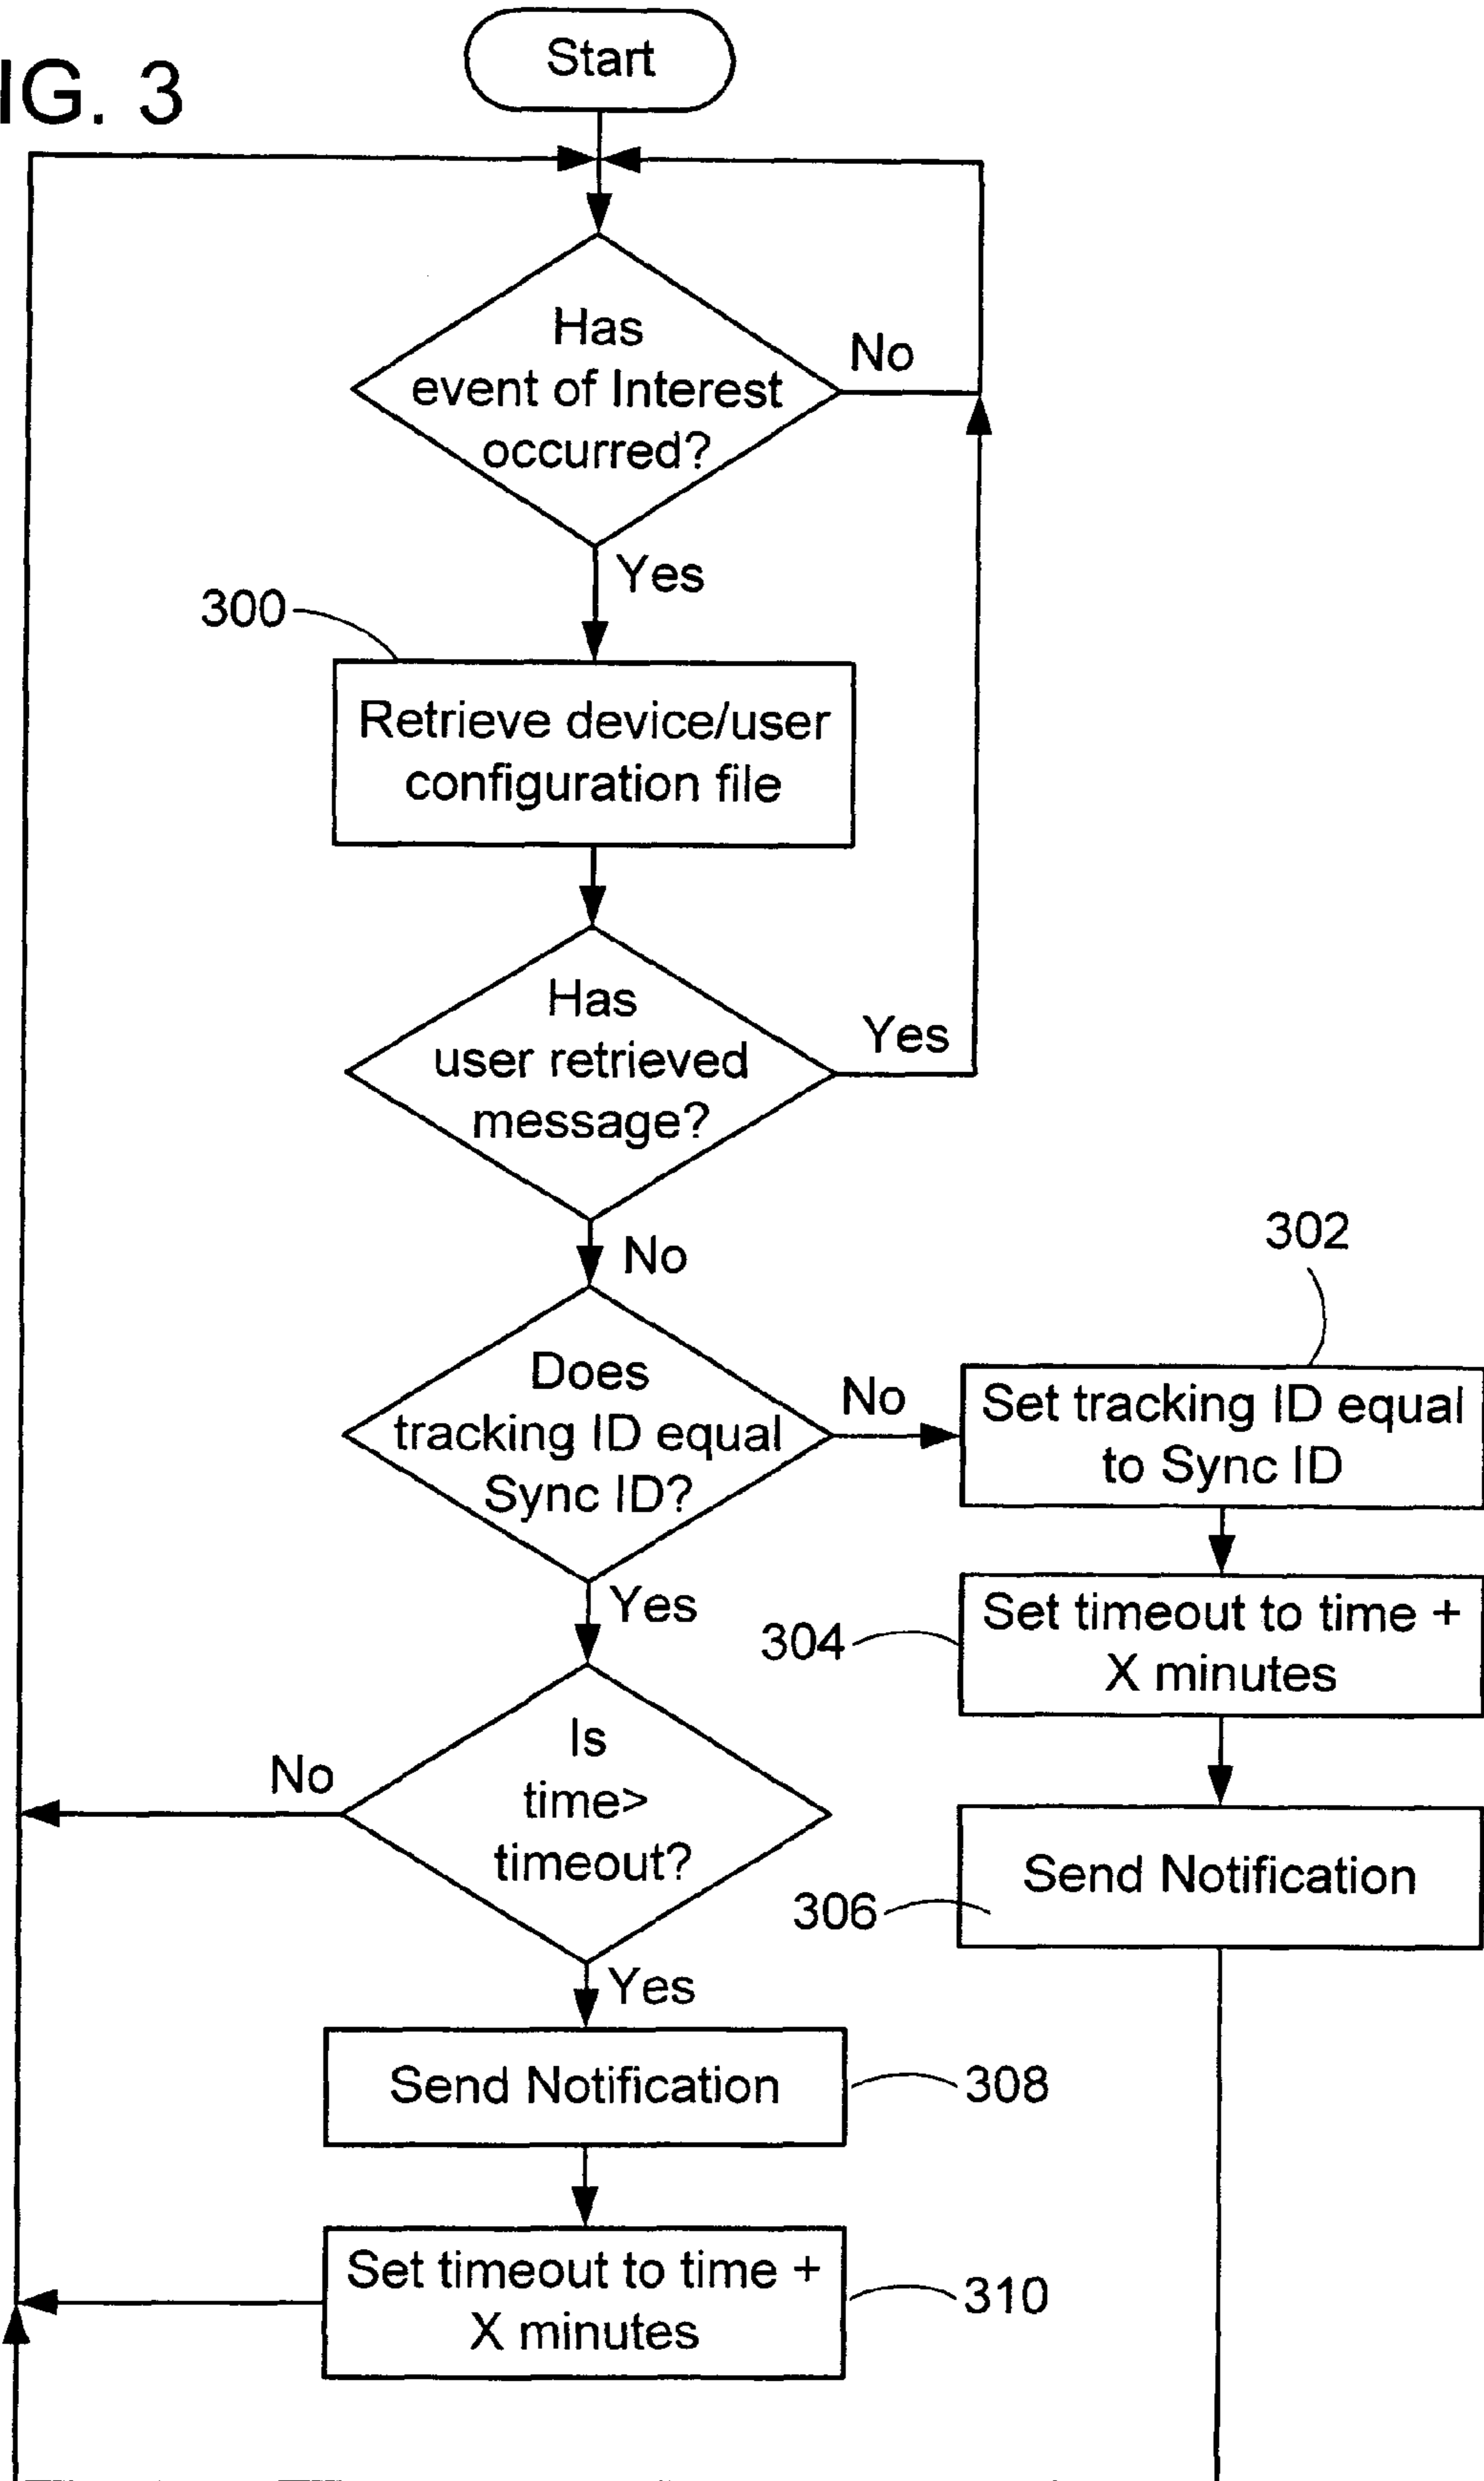 IG. 3
Start
Has
event of Interest
occurred?
No
Yes
300
Retrieve device/user
configuration file
Has
user retrieved
message?
Yes
No
302
Does
tracking ID equal
Sync ID?
No
Set tracking ID equal
to Sync ID
Yes
304
Set timeout to time +
X minutes
Is
time>
timeout?
No
306
Send Notification
Yes
Send Notification
308
Set timeout to time +
X minutes
310